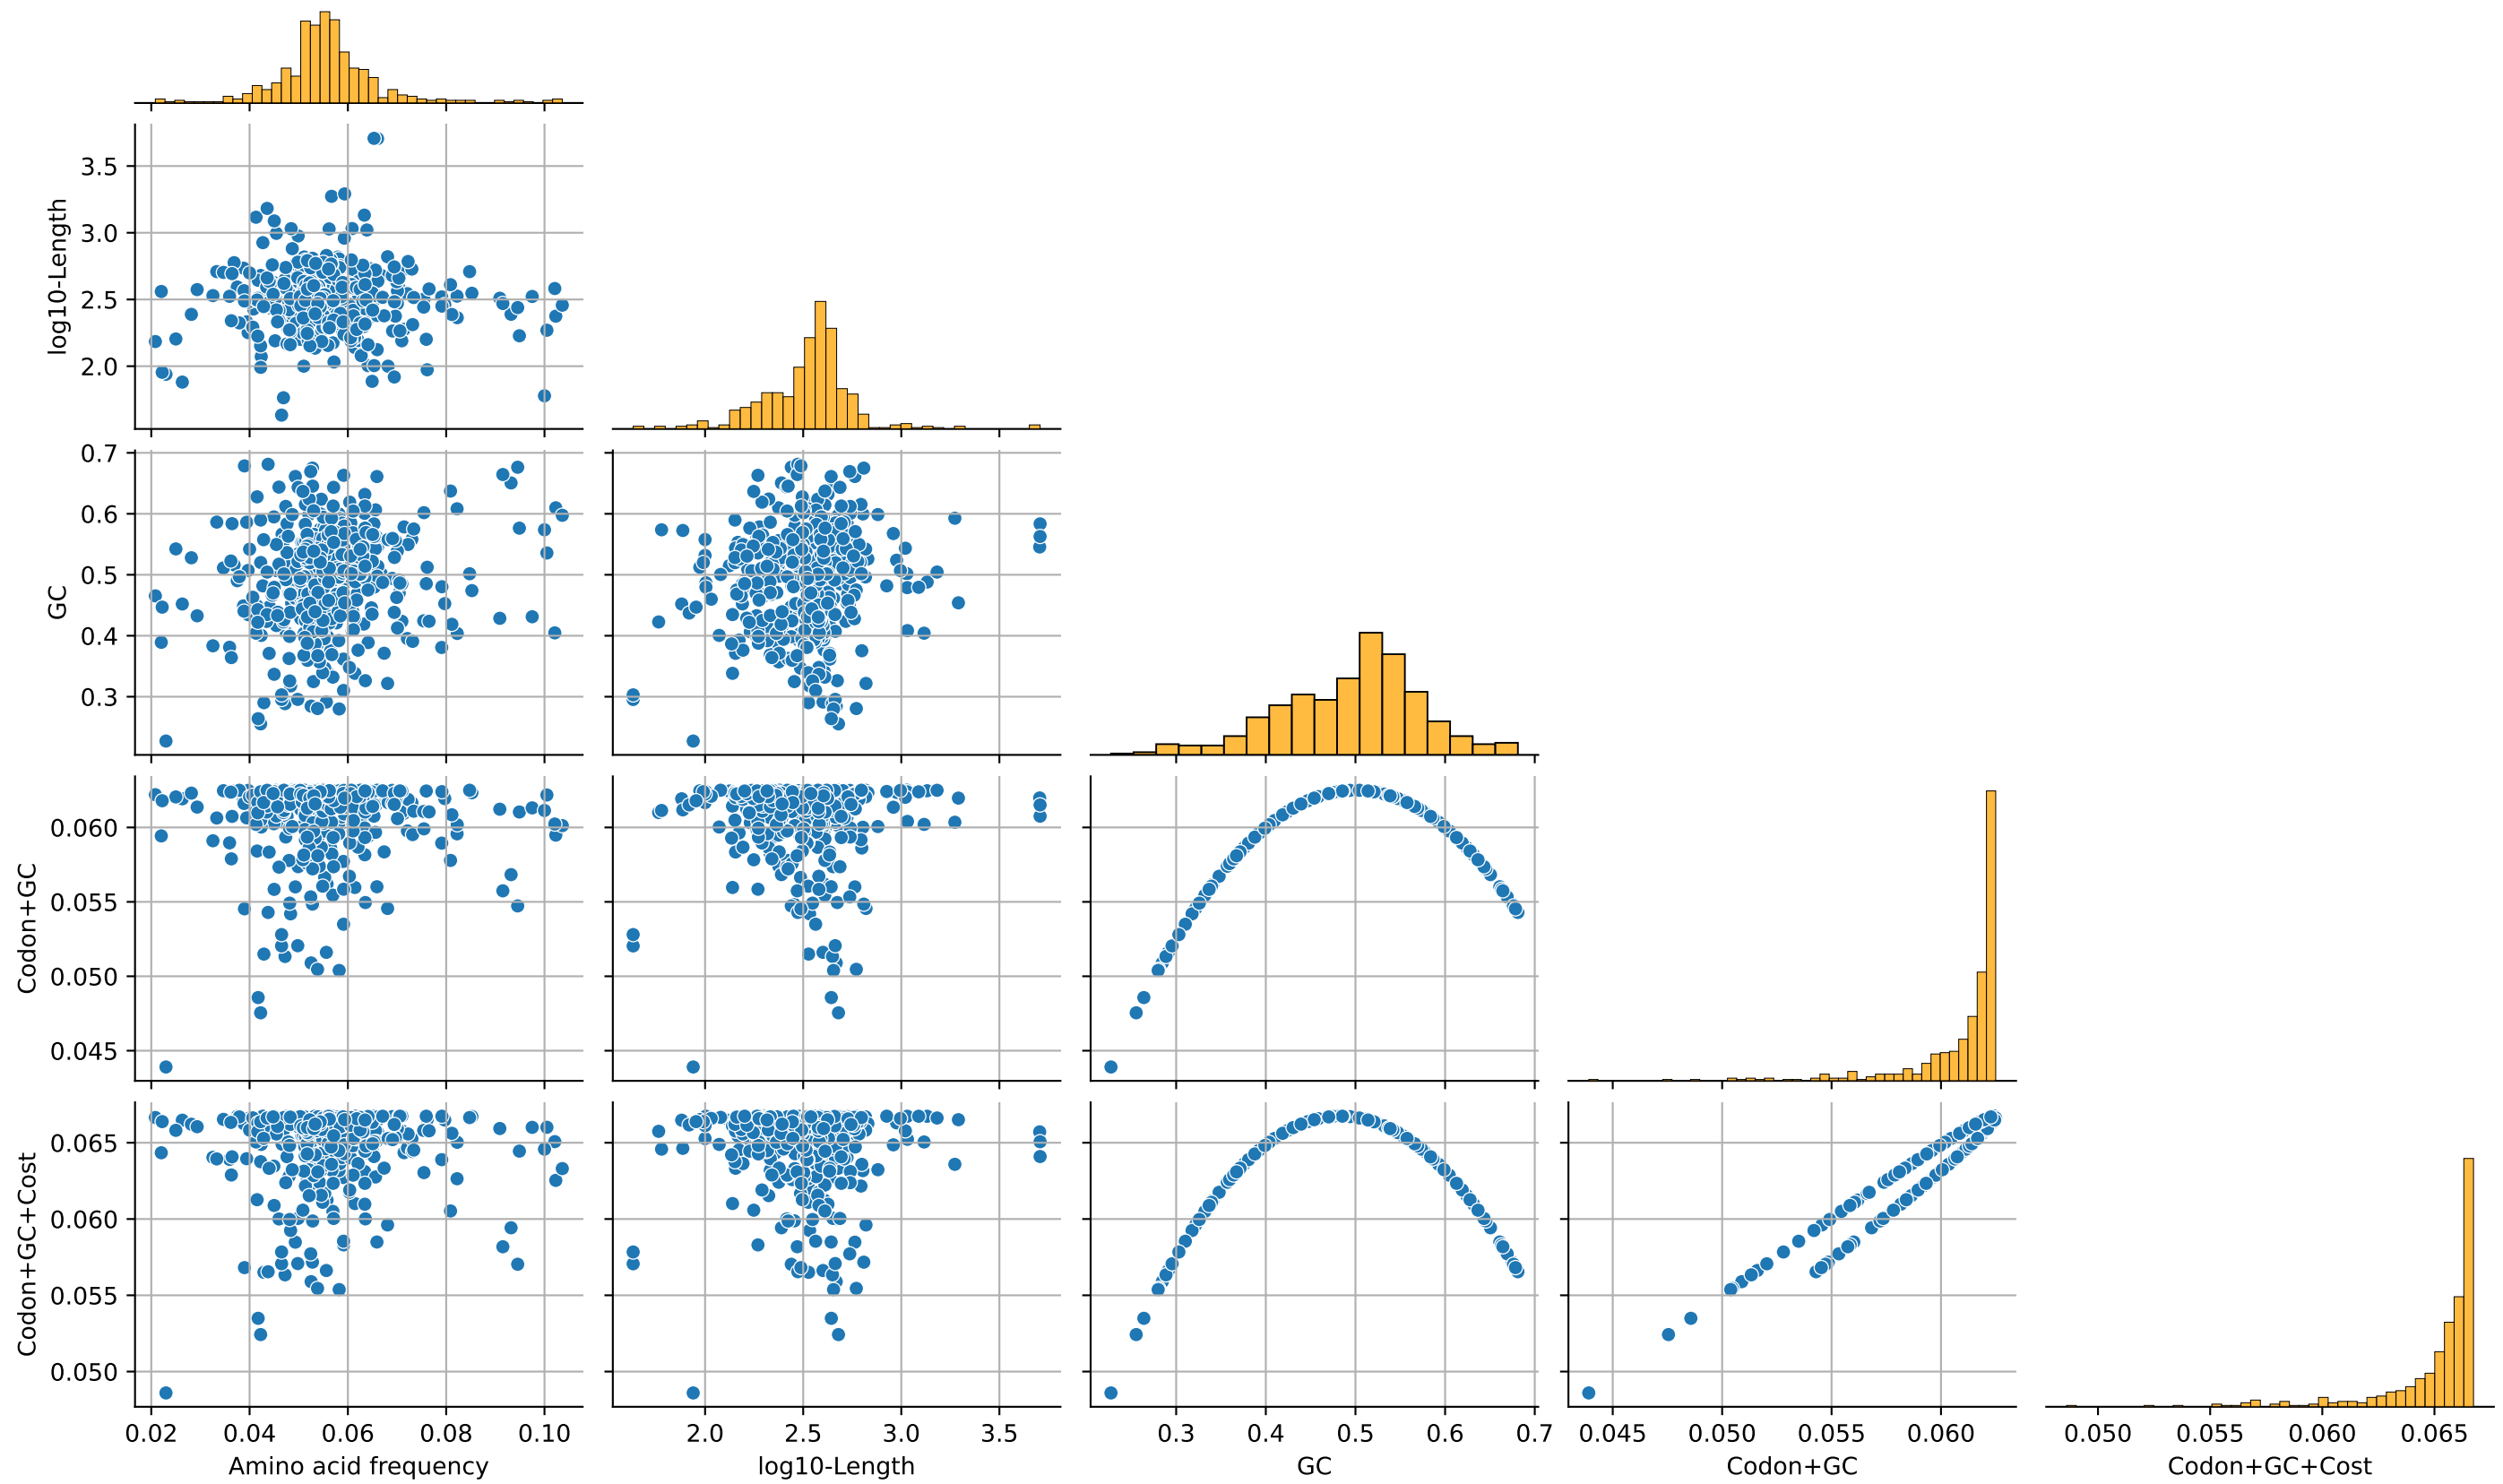 3.5
3.0
2.5
2.0
log10-Length
0.7
0.6
0.5
0.4
0.3
GC
0.060
0.055
0.050
0.045
Codon+GC
0.065
0.060
0.055
0.050
Codon+GC+Cost
0.02 0.04 0.06 0.08 0.10
Amino acid frequency
2.0 2.5 3.0 3.5
log10-Length
0.3 0.4 0.5 0.6 0.7
GC
0.045 0.050 0.055 0.060
Codon+GC
0.050 0.055 0.060 0.065
Codon+GC+Cost